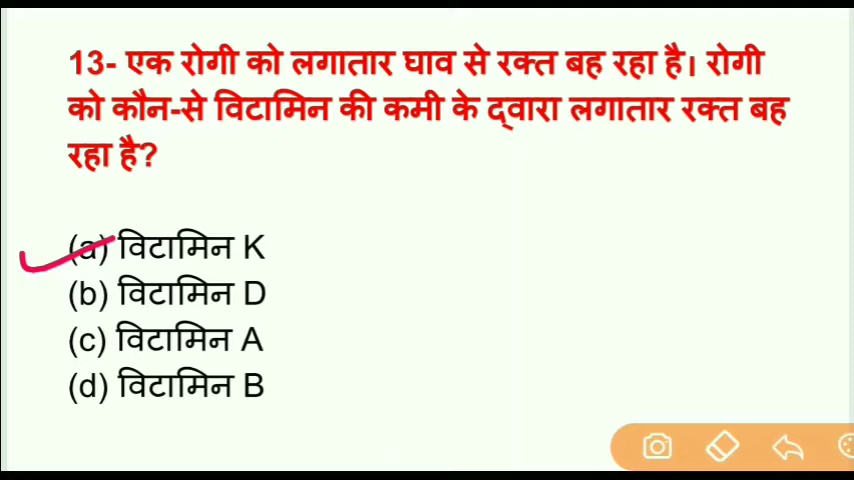 13- एक रोगी को लगातार घाव से रक्त बह रहा है। रोगी
को कौन-से विटामिन की कमी के द्वारा लगातार रक्त बह
रहा है?
(a) विटामिन K
(b) विटामिन D
(c) विटामिन A
(d) विटामिन B